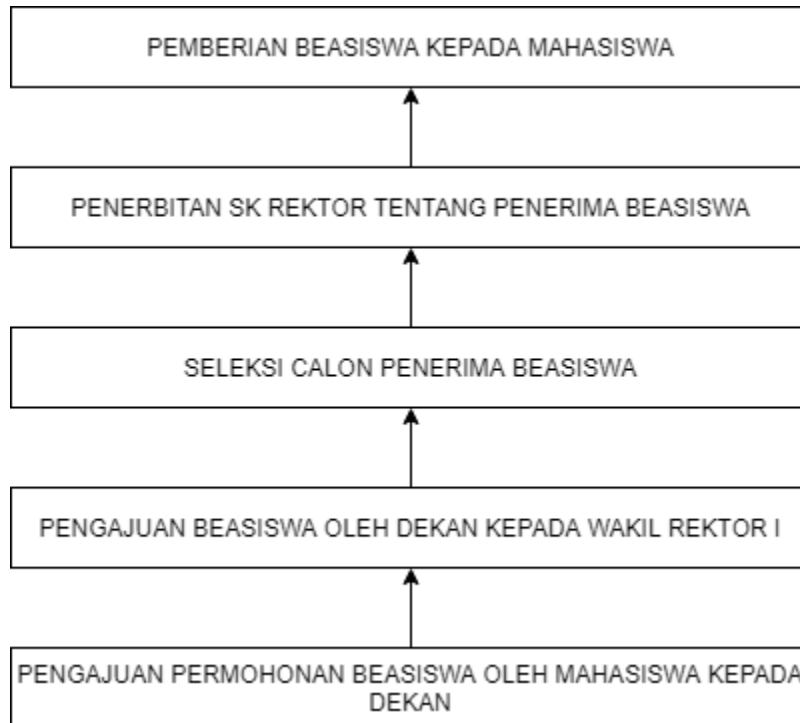 PEMBERIAN BEASISWA KEPADA MAHASISWA
PENERBITAN SK REKTOR TENTANG PENERIMA BEASISWA
SELEKSI CALON PENERIMA BEASISWA
PENGAJUAN BEASISWA OLEH DEKAN KEPADA WAKIL REKTOR I
PENGAJUAN PERMOHONAN BEASISWA OLEH MAHASISWA KEPADA
DEKAN